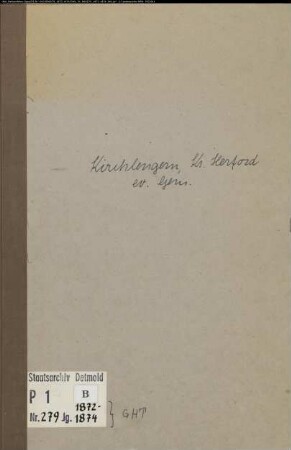 Kirchlengern, Kr. Herford
ev. Gem.
Staatsarchiv Detmold
P 1 B
Nr. 279 Jg. 1872-
1874
} GHT